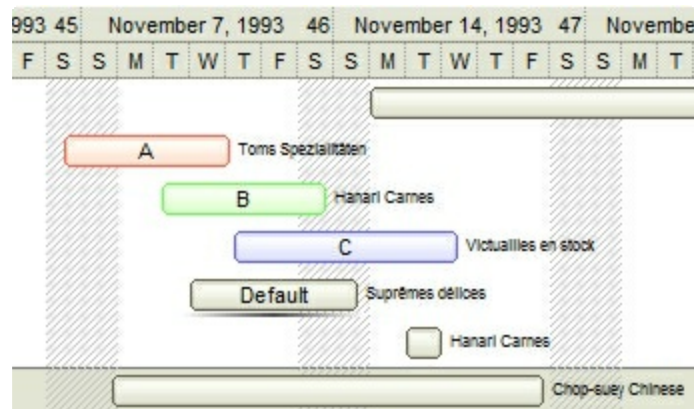 993 45 November 7, 1993 46 November 14, 1993 47 Novembe
F S S M T W T F S S M T W T F S S M T
A Toms Spezialitäten
B Hanari Carnes
C Victuailles en stock
Default Suprêmes délices
Hanari Carnes
Chop-suey Chinese